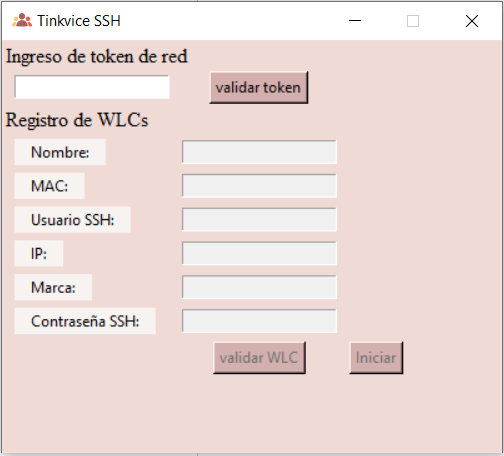 Tinkvice SSH
Ingreso de token de red
validar token
Registro de WLCs
Nombre:
MAC:
Usuario SSH:
IP:
Marca:
Contraseña SSH:
validar WLC Iniciar